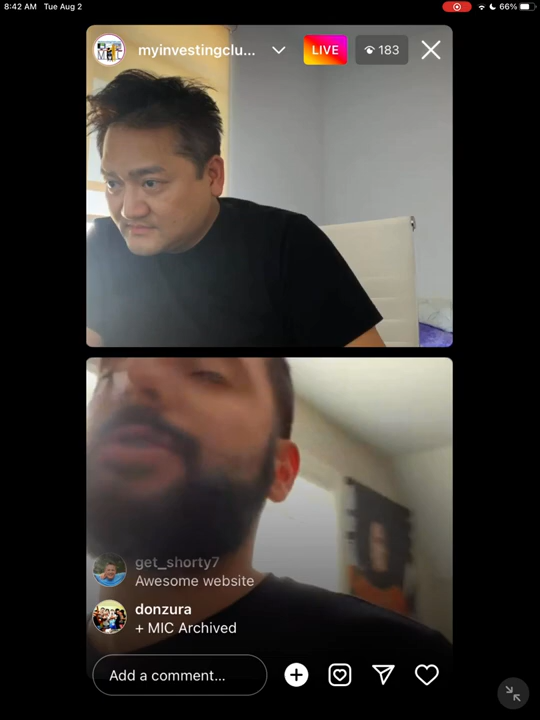 8:42 AM Tue Aug 2
66%
myinvestingclu...
LIVE
183
get_shorty7
Awesome website
donzura
+ MIC Archived
Add a comment...